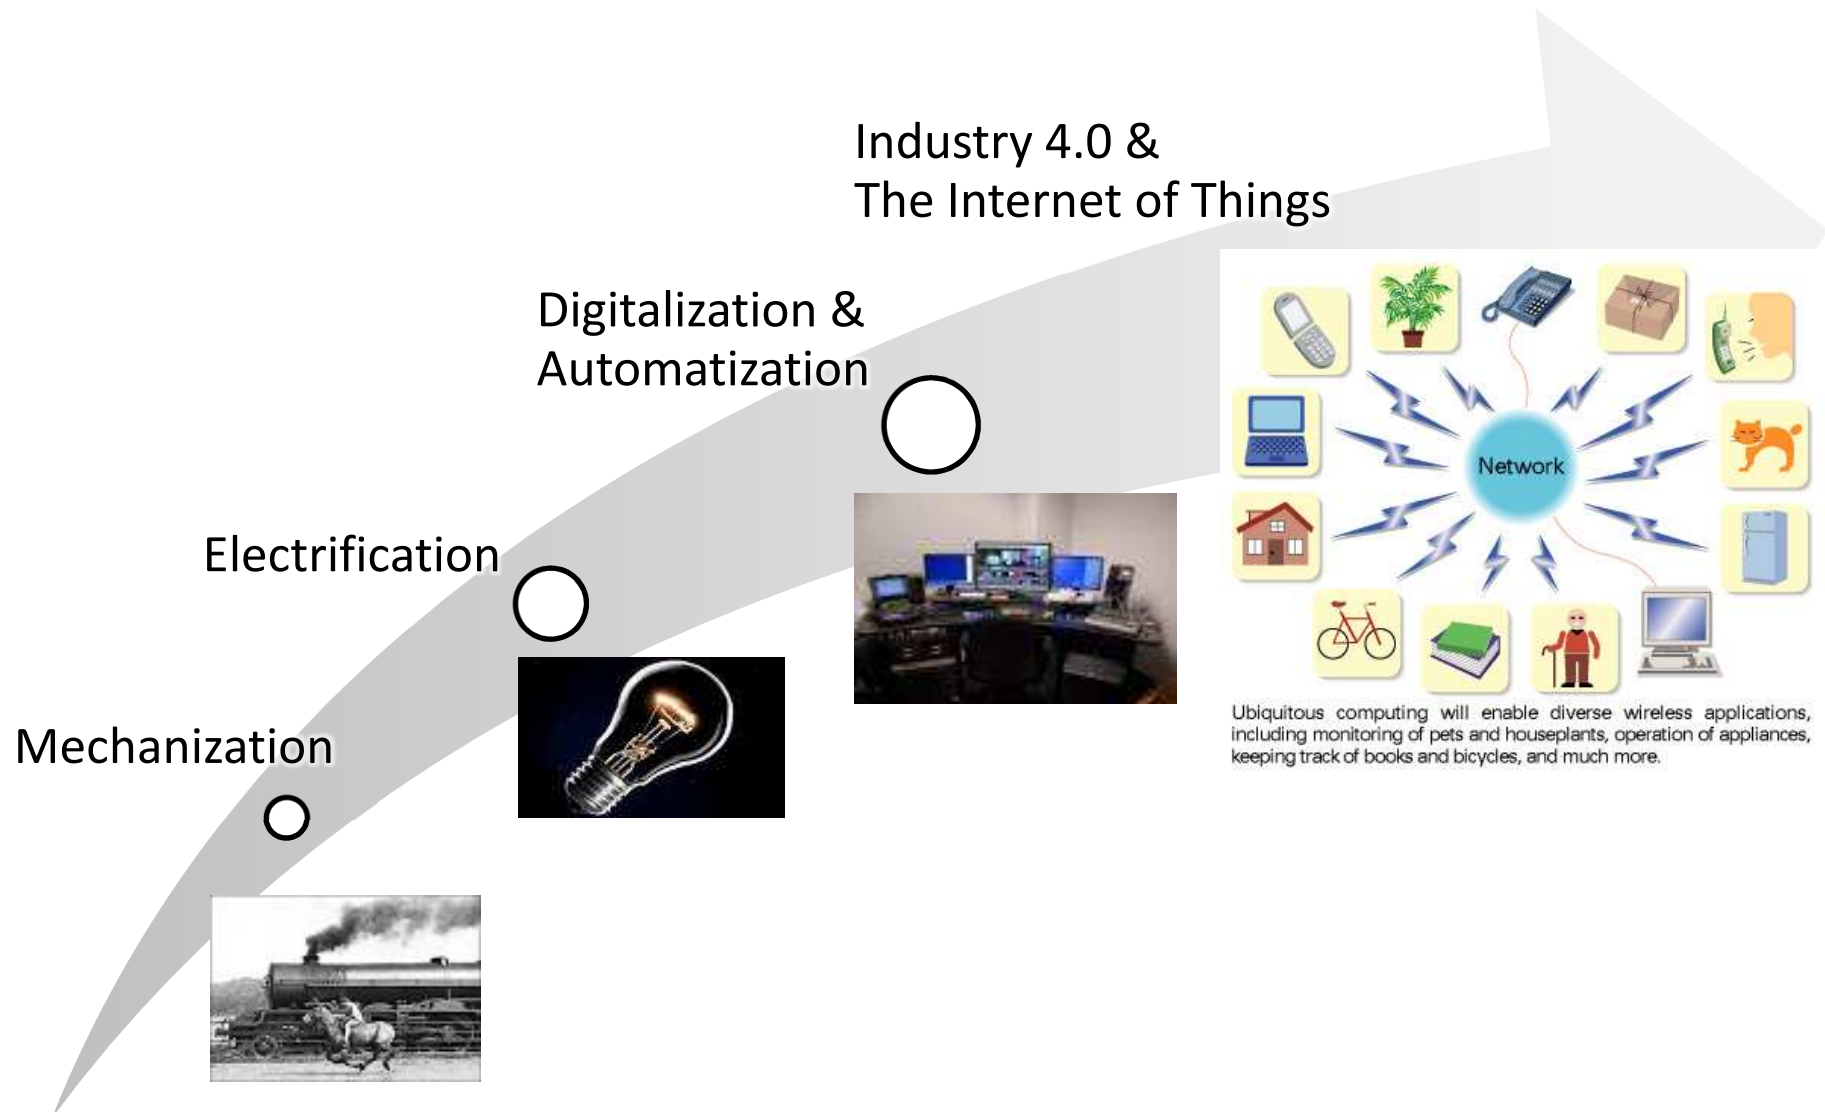 Industry 4.0 &
The Internet of Things
Digitalization &
Automatization
Electrification
Mechanization
Network
Ubiquitous computing will enable diverse wireless applications,
including monitoring of pets and houseplants, operation of appliances,
keeping track of books and bicycles, and much more.